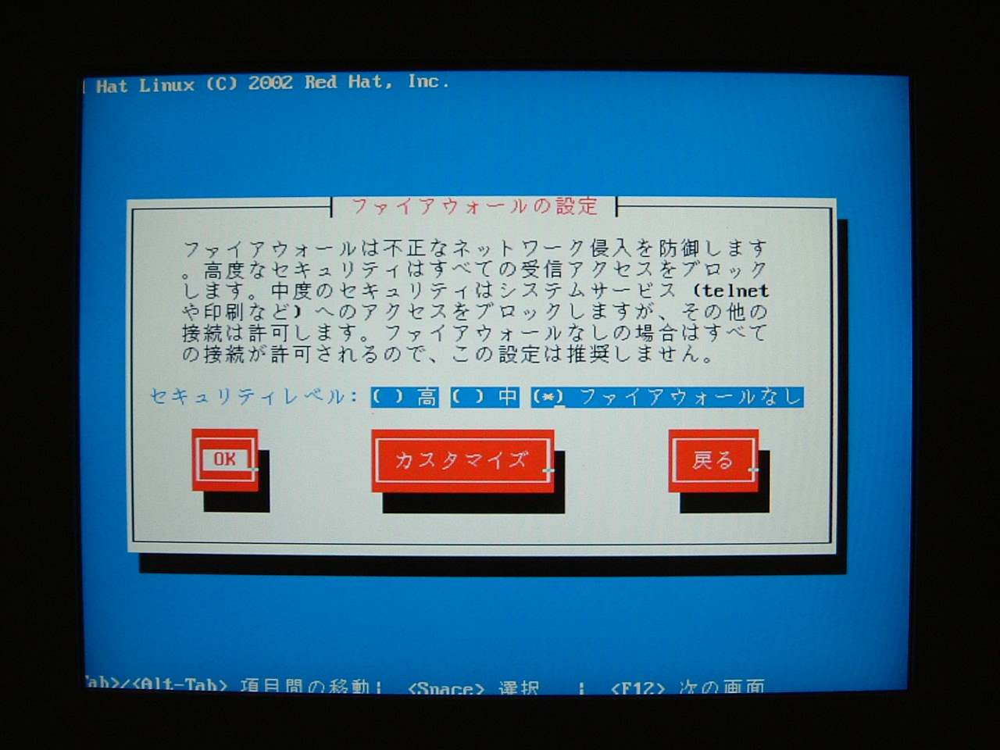 Hat Linux (C) 2002 Red Hat, Inc.
ファイアウォールの設定
ファイアウォールは不正なネットワーク侵入を防御します
。高度なセキュリティはすべての受信アクセスをブロック
します。中度のセキュリティはシステムサービス (telnet
や印刷など) へのアクセスをブロックしますが、その他の
接続は許可します。ファイアウォールなしの場合はすべて
の接続が許可されるので、この設定は推奨しません。
セキュリティレベル: ( ) 高 ( ) 中 (*) ファイアウォールなし
OK カスタマイズ 戻る
ab>/<Alt-Tab> 項目間の移動| <Space> 選択 | <F12> 次の画面